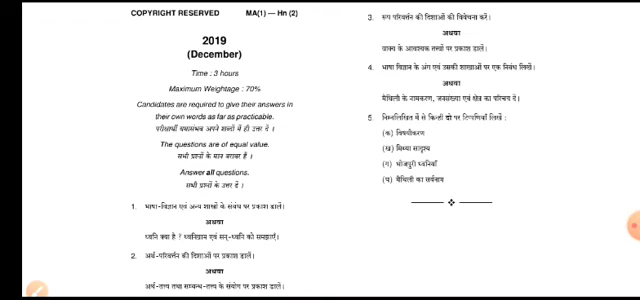 COPYRIGHT RESERVED MA(1) — Hn (2)
2019
(December)
Time : 3 hours
Maximum Weightage : 70%
Candidates are required to give their answers in
their own words as far as practicable.
परीक्षार्थी यथासंभव अपने शब्दों में ही उत्तर दें ।
The questions are of equal value.
सभी प्रश्नों के मान बराबर हैं ।
Answer all questions.
सभी प्रश्नों के उत्तर दें ।
1. भाषा-विज्ञान एवं अन्य शास्त्रों के संबंध पर प्रकाश डालें।
अथवा
ध्वनि क्या है ? ध्वनिग्राम एवं सन्-ध्वनि को समझाएँ।
2. अर्थ-परिवर्तन की दिशाओं पर प्रकाश डालें।
अथवा
अर्थ-तत्त्व तथा सम्बन्ध-तत्त्व के संयोग पर प्रकाश डालें।
3. रूप परिवर्तन की दिशाओं की विवेचना करें।
अथवा
वाक्य के आवश्यक तत्त्वों पर प्रकाश डालें।
4. भाषा विज्ञान के अंग एवं उसकी शाखाओं पर एक निबंध लिखें।
अथवा
मैथिली के नामकरण, जनसंख्या एवं क्षेत्र का परिचय दें।
5. निम्नलिखित में से किन्हीं दो पर टिप्पणियाँ लिखें :
(क) विषमीकरण
(ख) मिथ्या सादृश्य
(ग) भोजपुरी ध्वनियाँ
(घ) मैथिली का सर्वनाम